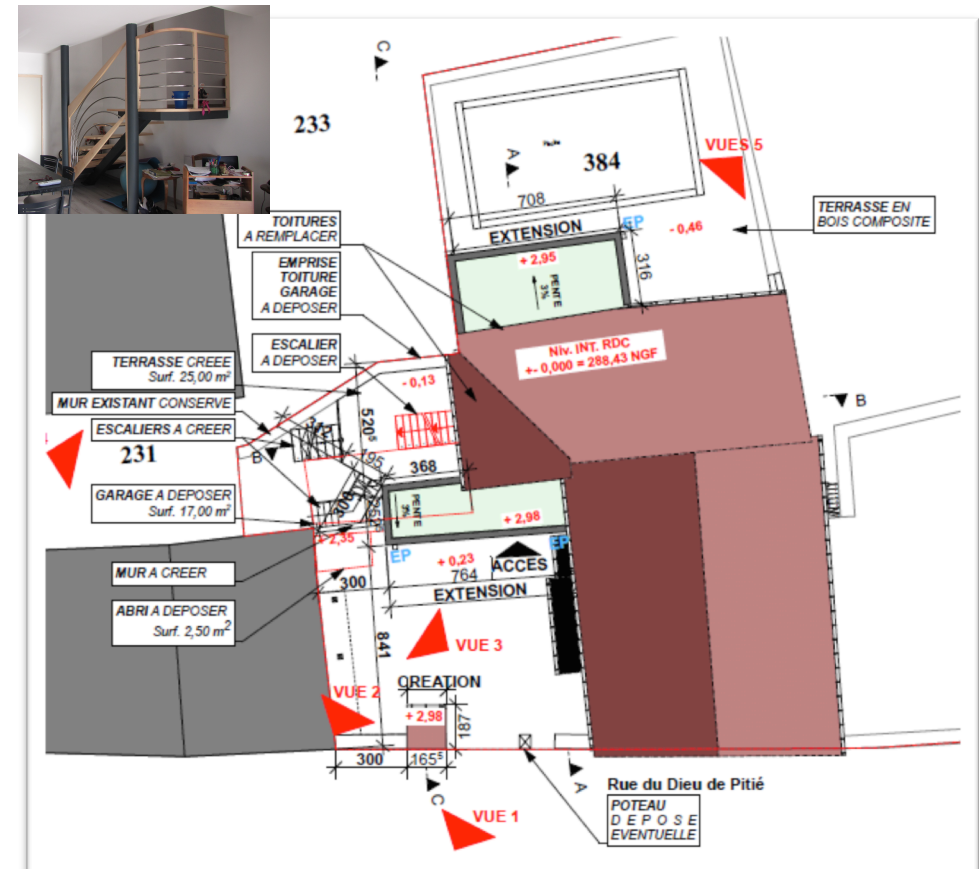 C
233
A
384
VUES 5
708
TOITURES
A REMPLACER
EXTENSION
EP
- 0,46
TERRASSE EN
BOIS COMPOSITE
+ 2,95
316
PENTE
3%
EMPRISE
TOITURE
GARAGE
A DEPOSER
Niv. INT. RDC
+- 0,000 = 288,43 NGF
ESCALIER
A DEPOSER
TERRASSE CREEE
Surf. 25,00 m²
- 0,13
MUR EXISTANT CONSERVE
520⁵
B
ESCALIERS A CREER
231
B
195
368
GARAGE A DEPOSER
Surf. 17,00 m²
300
PENTE
3%
+ 2,98
+ 2,35
EP
+ 0,23
ACCES
EP
MUR A CREER
764
300
EXTENSION
ABRI A DEPOSER
Surf. 2,50 m²
841
VUE 3
CREATION
VUE 2
+ 2,98
187
300
165⁵
A
C
Rue du Dieu de Pitié
POTEAU
DEPOSE
EVENTUELLE
VUE 1